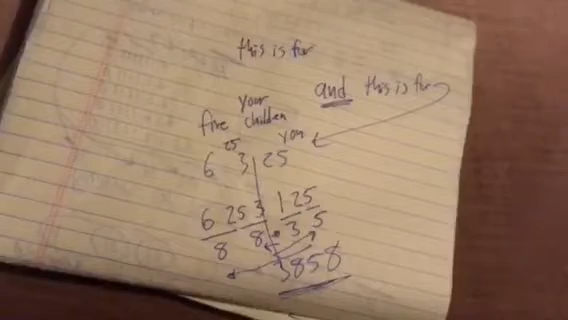 this is for
and this is for
your
five children
you
25
6 3 25
6 25 3 1 25
8 8 3 5
3858